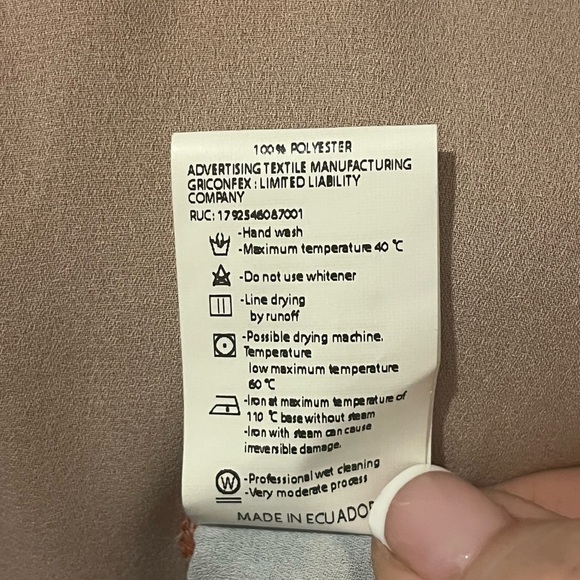 100% POLYESTER
ADVERTISING TEXTILE MANUFACTURING
GRICONFEX : LIMITED LIABILITY
COMPANY
RUC: 1792546087001
-Hand wash
-Maximum temperature 40 °C
-Do not use whitener
-Line drying
by runoff
-Possible drying machine.
Temperature
low maximum temperature
60 °C
-Iron at maximum temperature of
110 °C base without steam
-Iron with steam can cause
irreversible damage.
W
-Professional wet cleaning
-Very moderate process
MADE IN ECUADOR